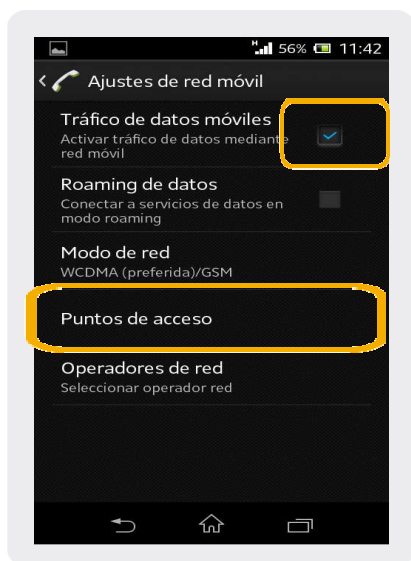 H 56% 11:42
Ajustes de red móvil
Tráfico de datos móviles
Activar tráfico de datos mediante
red móvil
Roaming de datos
Conectar a servicios de datos en
modo roaming
Modo de red
WCDMA (preferida)/GSM
Puntos de acceso
Operadores de red
Seleccionar operador red